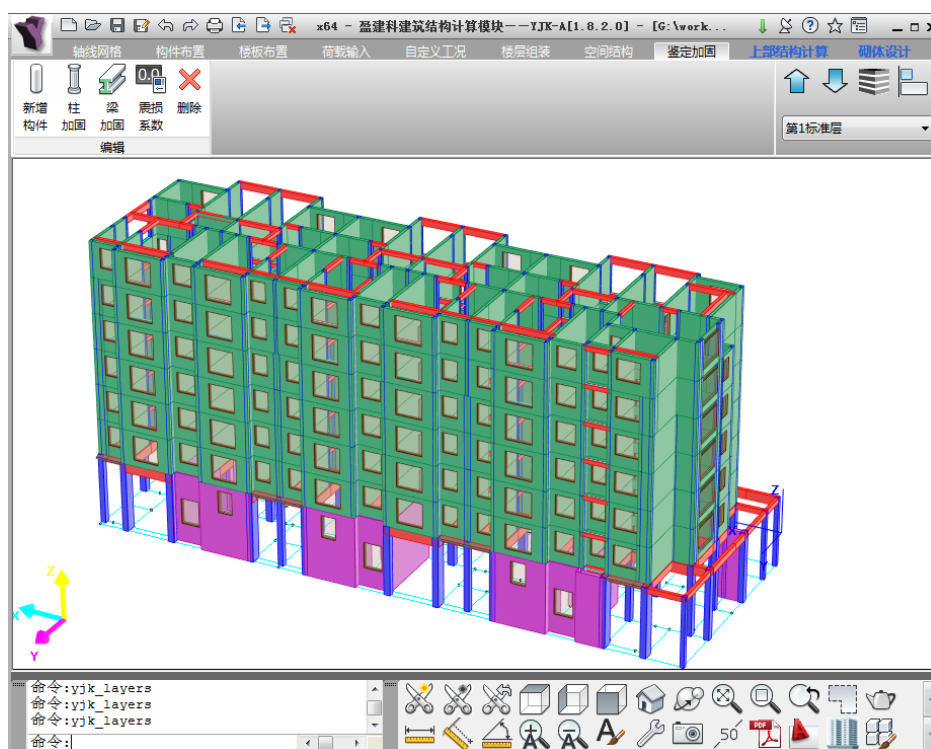 x64 - 盈建科建筑结构计算模块——YJK-A[1.8.2.0] - [G:\work...
轴线网格 构件布置 楼板布置 荷载输入 自定义工况 楼层组装 空间结构 鉴定加固 上部结构计算 砌体设计
0.0
新增构件 柱加固 梁加固 震损系数 删除
第1标准层
编辑
Z
X
Z
X
Y
命令:yjk_layers
命令:yjk_layers
命令:yjk_layers
命令:
.50
PDF